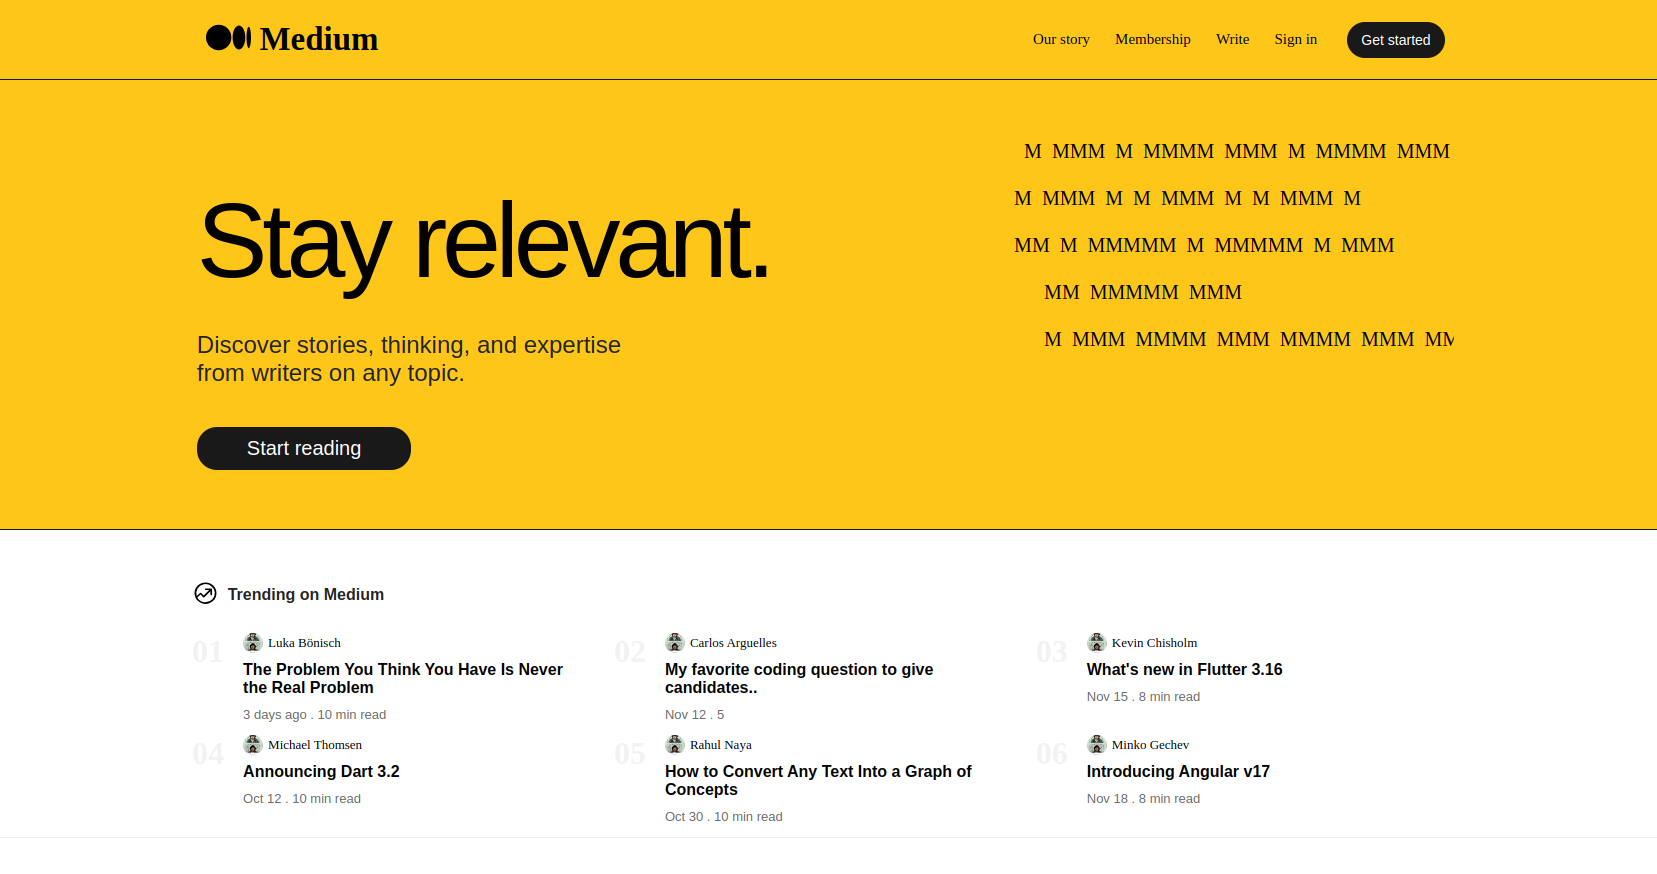 Medium
Our story Membership Write Sign in Get started
M MMM M MMMM MMM M MMMM MMM
M MMM M M MMM M M MMM M
MM M MMMMM M MMMMM M MMM
MM MMMMM MMM
M MMM MMMM MMM MMMM MMM MM
Stay relevant.
Discover stories, thinking, and expertise
from writers on any topic.
Start reading
Trending on Medium
01
Luka Bönisch
The Problem You Think You Have Is Never
the Real Problem
3 days ago . 10 min read
02
Carlos Arguelles
My favorite coding question to give
candidates..
Nov 12 . 5
03
Kevin Chisholm
What's new in Flutter 3.16
Nov 15 . 8 min read
04
Michael Thomsen
Announcing Dart 3.2
Oct 12 . 10 min read
05
Rahul Naya
How to Convert Any Text Into a Graph of
Concepts
Oct 30 . 10 min read
06
Minko Gechev
Introducing Angular v17
Nov 18 . 8 min read